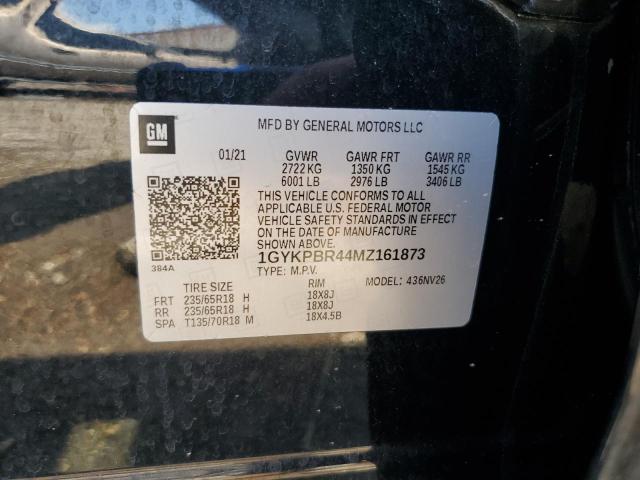 GM
MFD BY GENERAL MOTORS LLC
01/21 GVWR GAWR FRT GAWR RR
2722 KG 1350 KG 1545 KG
6001 LB 2976 LB 3406 LB
THIS VEHICLE CONFORMS TO ALL
APPLICABLE U.S. FEDERAL MOTOR
VEHICLE SAFETY STANDARDS IN EFFECT
ON THE DATE OF MANUFACTURE
SHOWN ABOVE.
384A
1GYKPBR44MZ161873
TYPE: M.P.V. MODEL: 436NV26
TIRE SIZE RIM
FRT 235/65R18 H 18X8J
RR 235/65R18 H 18X8J
SPA T135/70R18 M 18X4.5B